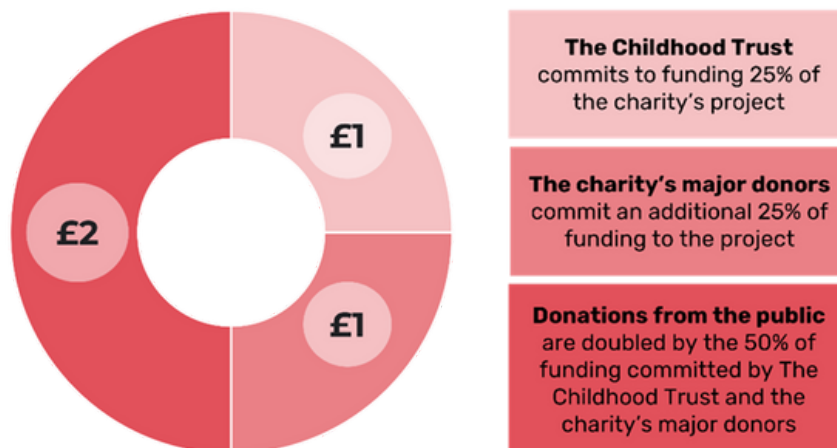 £1
£2
£1
The Childhood Trust
commits to funding 25% of
the charity's project
The charity's major donors
commit an additional 25% of
funding to the project
Donations from the public
are doubled by the 50% of
funding committed by The
Childhood Trust and the
charity's major donors